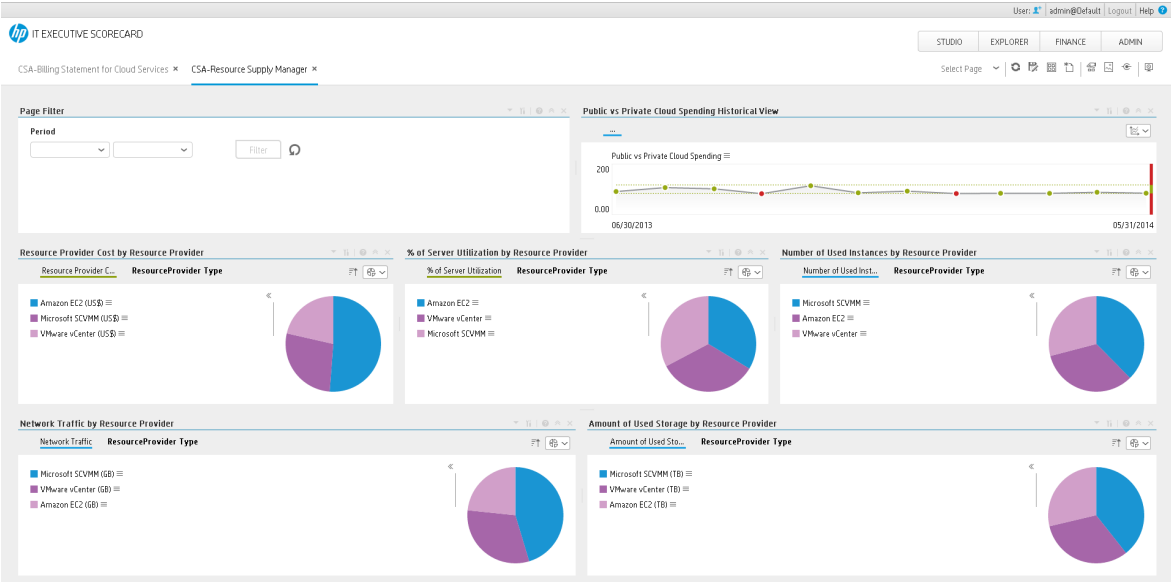 User: admin@Default Logout Help ?
hp IT EXECUTIVE SCORECARD
STUDIO EXPLORER FINANCE ADMIN
CSA-Billing Statement for Cloud Services × CSA-Resource Supply Manager × Select Page
Page Filter
Period
Filter
Public vs Private Cloud Spending Historical View
...
Public vs Private Cloud Spending
200
0.00
06/30/2013 05/31/2014
Resource Provider Cost by Resource Provider
Resource Provider C... ResourceProvider Type
Amazon EC2 (US$)
Microsoft SCVMM (US$)
VMware vCenter (US$)
% of Server Utilization by Resource Provider
% of Server Utilization ResourceProvider Type
Amazon EC2
VMware vCenter
Microsoft SCVMM
Number of Used Instances by Resource Provider
Number of Used Inst... ResourceProvider Type
Microsoft SCVMM
Amazon EC2
VMware vCenter
Network Traffic by Resource Provider
Network Traffic ResourceProvider Type
Microsoft SCVMM (GB)
VMware vCenter (GB)
Amazon EC2 (GB)
Amount of Used Storage by Resource Provider
Amount of Used Sto... ResourceProvider Type
Microsoft SCVMM (TB)
VMware vCenter (TB)
Amazon EC2 (TB)